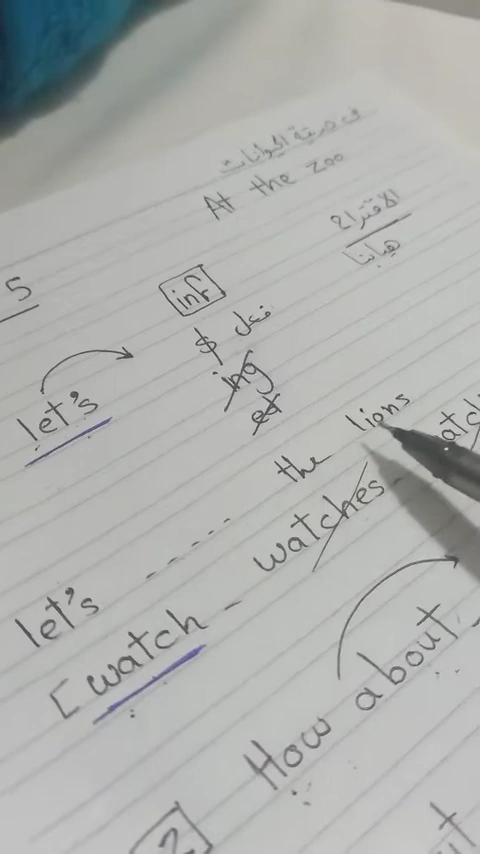 في حديقة الحيوانات
At the zoo
الاقتراح
هيا بنا
5
inf
let's
$ فعل
ing
let's ----- the lions
[ watch - watches -
How about
2